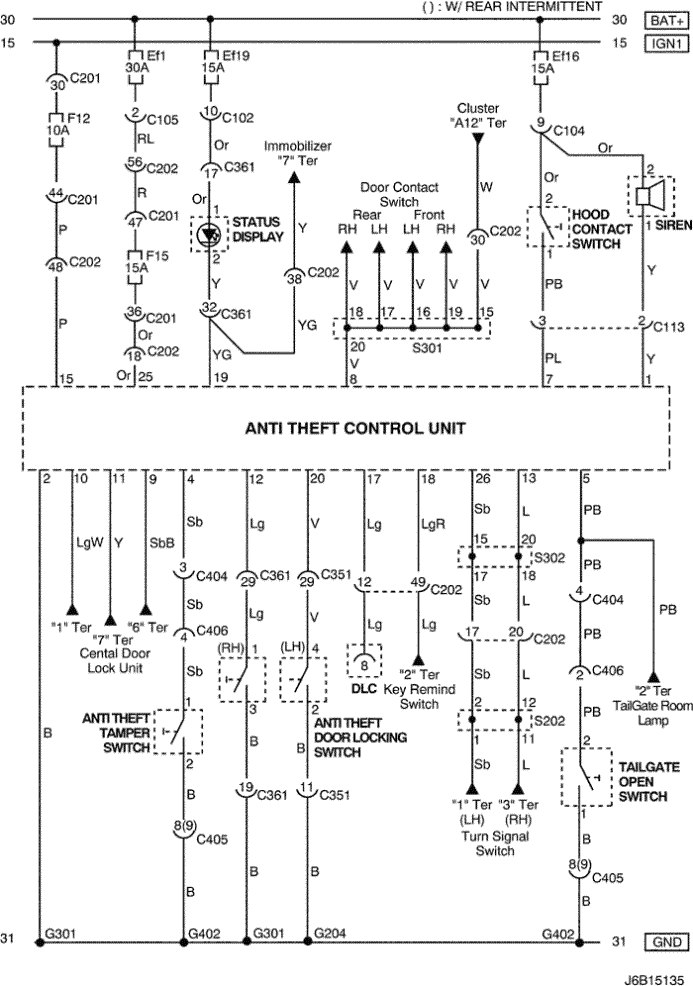 ( ) : W/ REAR INTERMITTENT
30 30 BAT+
15 15 IGN1
Ef1 Ef19 Ef16
30A 15A 15A
30 C201
F12
10A
2 C105
10 C102
Cluster
"A12" Ter
9 C104
RL Or Immobilizer
"7" Ter
Or
56 C202
17 C361
Or 2
R Or W
Door Contact
Switch
Rear Front
RH LH LH RH
44 C201
47 C201
1
STATUS
DISPLAY
2
2
HOOD
CONTACT
SWITCH
1
1 SIREN
P Y
30 C202
48 C202
F15
15A
Y
38 C202
V V V V V
PB Y
36 C201
32 C361
18 17 16 19 15
S301
3 2 C113
P Or YG YG
18 C202
20
V
PL Y
15 Or 25 19 8 7 1
ANTI THEFT CONTROL UNIT
2 10 11 9 4 12 20 17 18 26 13 5
LgW Y SbB Sb Lg V Lg LgR Sb L PB
15 20
S302
17 18
3 C404
29 C361
29 C351
12 49 C202
PB
4 C404
PB
"1" Ter "6" Ter
"7" Ter
Cental Door
Lock Unit
Sb Lg V Lg Sb L
4 C406
17 20 C202
PB
(RH) 1 (LH) 4
8
DLC
"2" Ter
Key Remind
Switch
2 C406
"2" Ter
TailGate Room
Lamp
Sb Sb L PB
1
ANTI THEFT
TAMPER
SWITCH
2
3 2
ANTI THEFT
DOOR LOCKING
SWITCH
2 12
S202
1 11
2
TAILGATE
OPEN
SWITCH
1
B B B B Sb L
19 C361
11 C351
"1" Ter "3" Ter
(LH) (RH)
Turn Signal
Switch
B B
8(9) C405
8(9) C405
B B B B
31 G301 G402 G301 G204 G402 31 GND
J6B15135